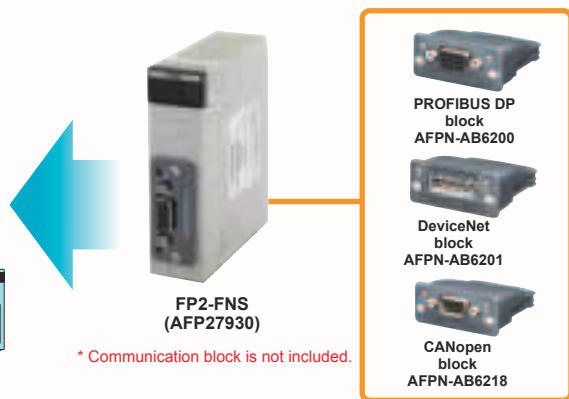 PROFIBUS DP
block
AFPN-AB6200
DeviceNet
block
AFPN-AB6201
FP2-FNS
(AFP27930)
* Communication block is not included.
CANopen
block
AFPN-AB6218